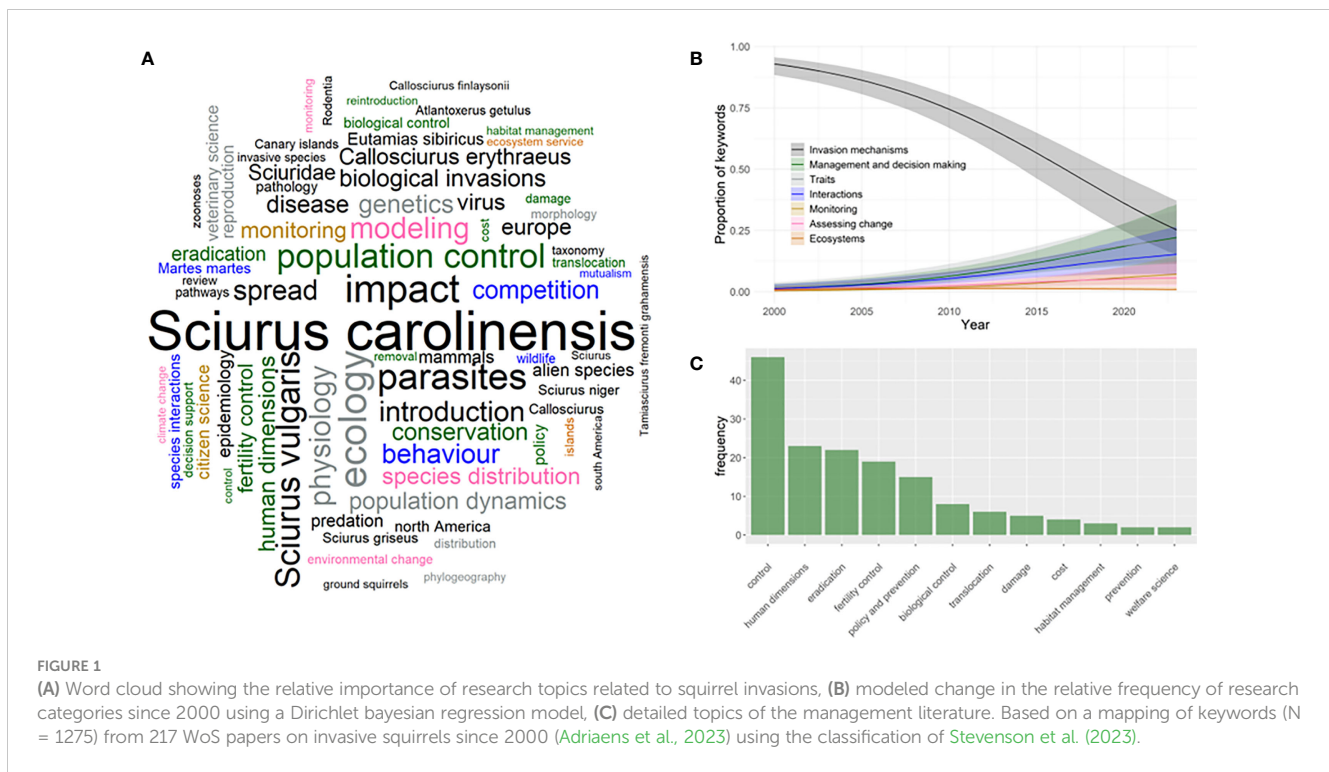 A
Callosciurus finlaysonii
monitoring
Rodentia
reintroduction
Atlantoxerus getulus
veterinary science
reproduction
biological control
habitat management
Canary islands
Eutamias sibiricus
ecosystem service
invasive species
Callosciurus erythraeus
Sciuridae
zoonoses
pathology
biological invasions
disease
genetics
virus
damage
morphology
monitoring
modeling
cost
europe
eradication
population control
taxonomy
translocation
Martes martes
mutualism
review
pathways
spread
impact
competition
Sciurus carolinensis
Tamiasciurus fremonti grahamensis
climate change
species interactions
decision support
citizen science
epidemiology
control
fertility control
human dimensions
Sciurus vulgaris
physiology
ecology
removal
mammals
wildlife
Sciurus
parasites
alien species
Sciurus niger
introduction
Callosciurus
conservation
policy
islands
south America
behaviour
species distribution
population dynamics
predation
north America
Sciurus griseus
distribution
environmental change
ground squirrels
phylogeography
B
Proportion of keywords
1.00
0.75
0.50
0.25
0.00
Invasion mechanisms
Management and decision making
Traits
Interactions
Monitoring
Assessing change
Ecosystems
2000
2005
2010
2015
2020
Year
C
frequency
40
30
20
10
0
control
human dimensions
eradication
fertility control
policy and prevention
biological control
translocation
damage
cost
habitat management
prevention
welfare science
FIGURE 1
(A) Word cloud showing the relative importance of research topics related to squirrel invasions, (B) modeled change in the relative frequency of research
categories since 2000 using a Dirichlet bayesian regression model, (C) detailed topics of the management literature. Based on a mapping of keywords (N
= 1275) from 217 WoS papers on invasive squirrels since 2000 (Adriaens et al., 2023) using the classification of Stevenson et al. (2023).